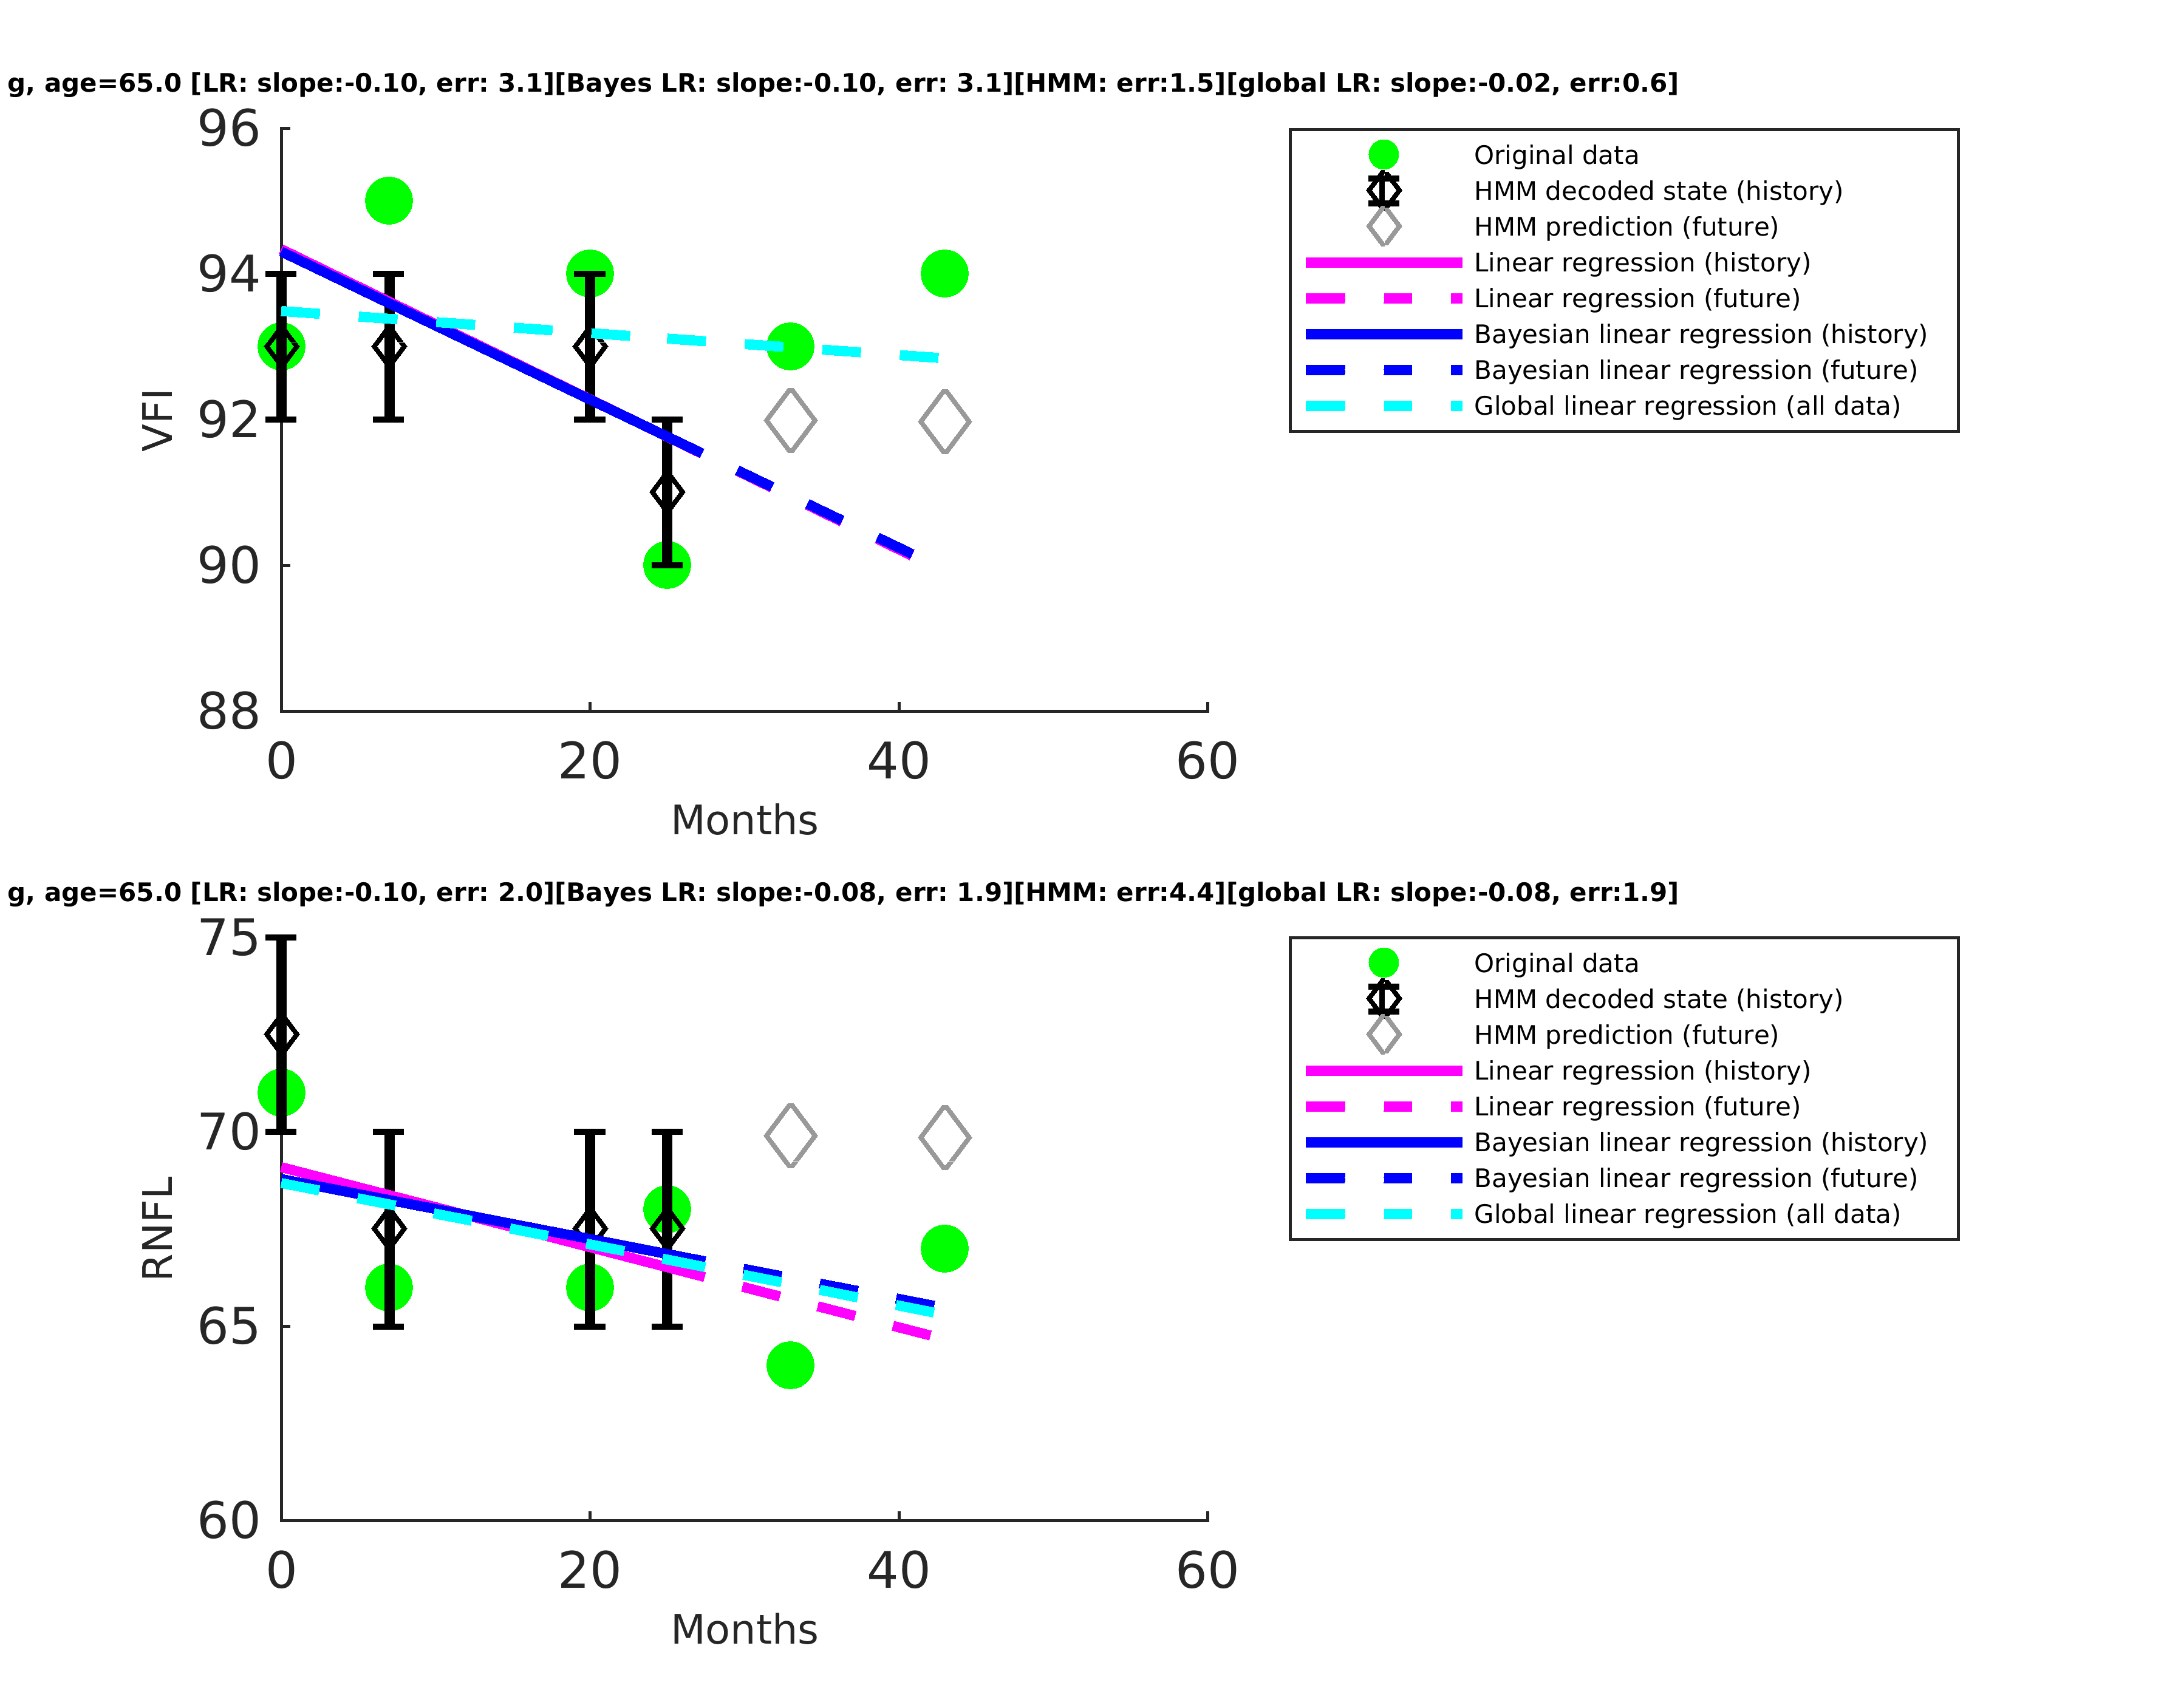 g, age=65.0 [LR: slope:-0.10, err: 3.1][Bayes LR: slope:-0.10, err: 3.1][HMM: err:1.5][global LR: slope:-0.02, err:0.6]
96
94
92
90
88
VFI
0 20 40 60
Months
Original data
HMM decoded state (history)
HMM prediction (future)
Linear regression (history)
Linear regression (future)
Bayesian linear regression (history)
Bayesian linear regression (future)
Global linear regression (all data)
g, age=65.0 [LR: slope:-0.10, err: 2.0][Bayes LR: slope:-0.08, err: 1.9][HMM: err:4.4][global LR: slope:-0.08, err:1.9]
75
70
65
60
RNFL
0 20 40 60
Months
Original data
HMM decoded state (history)
HMM prediction (future)
Linear regression (history)
Linear regression (future)
Bayesian linear regression (history)
Bayesian linear regression (future)
Global linear regression (all data)